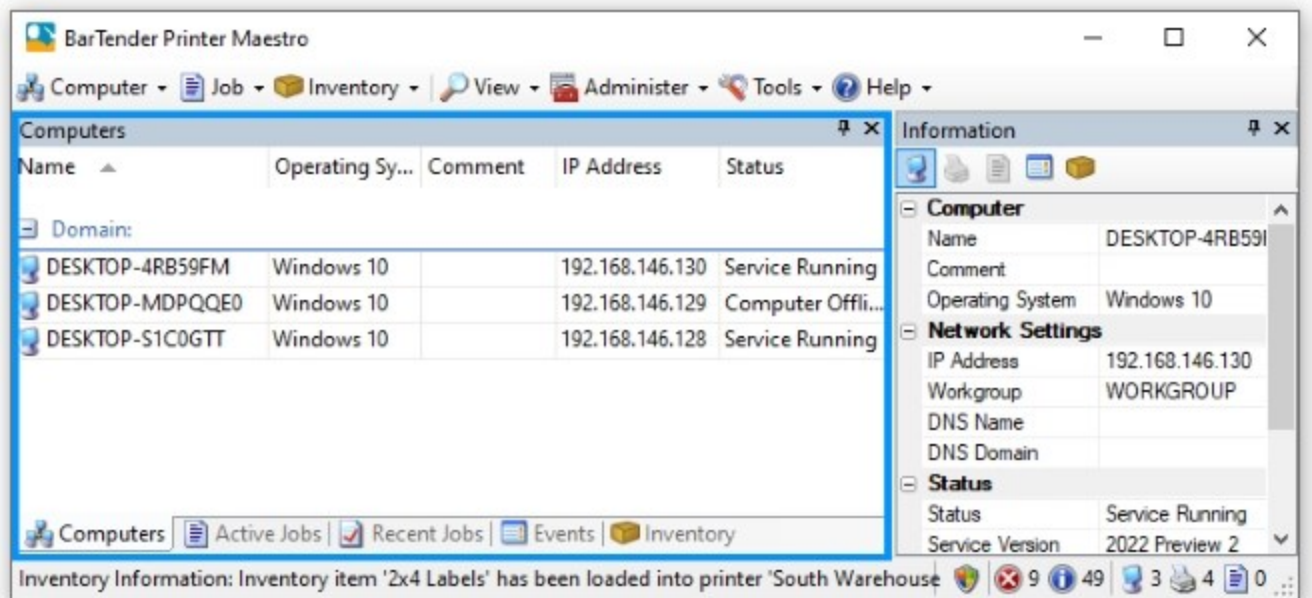 BarTender Printer Maestro
Computer Job Inventory View Administer Tools Help
Computers
Name Operating Sy... Comment IP Address Status
Domain:
DESKTOP-4RB59FM Windows 10 192.168.146.130 Service Running
DESKTOP-MDPQQE0 Windows 10 192.168.146.129 Computer Offli...
DESKTOP-S1C0GTT Windows 10 192.168.146.128 Service Running
Computers Active Jobs Recent Jobs Events Inventory
Information
Computer
Name DESKTOP-4RB59
Comment
Operating System Windows 10
Network Settings
IP Address 192.168.146.130
Workgroup WORKGROUP
DNS Name
DNS Domain
Status
Status Service Running
Service Version 2022 Preview 2
Inventory Information: Inventory item '2x4 Labels' has been loaded into printer 'South Warehouse 9 49 3 4 0